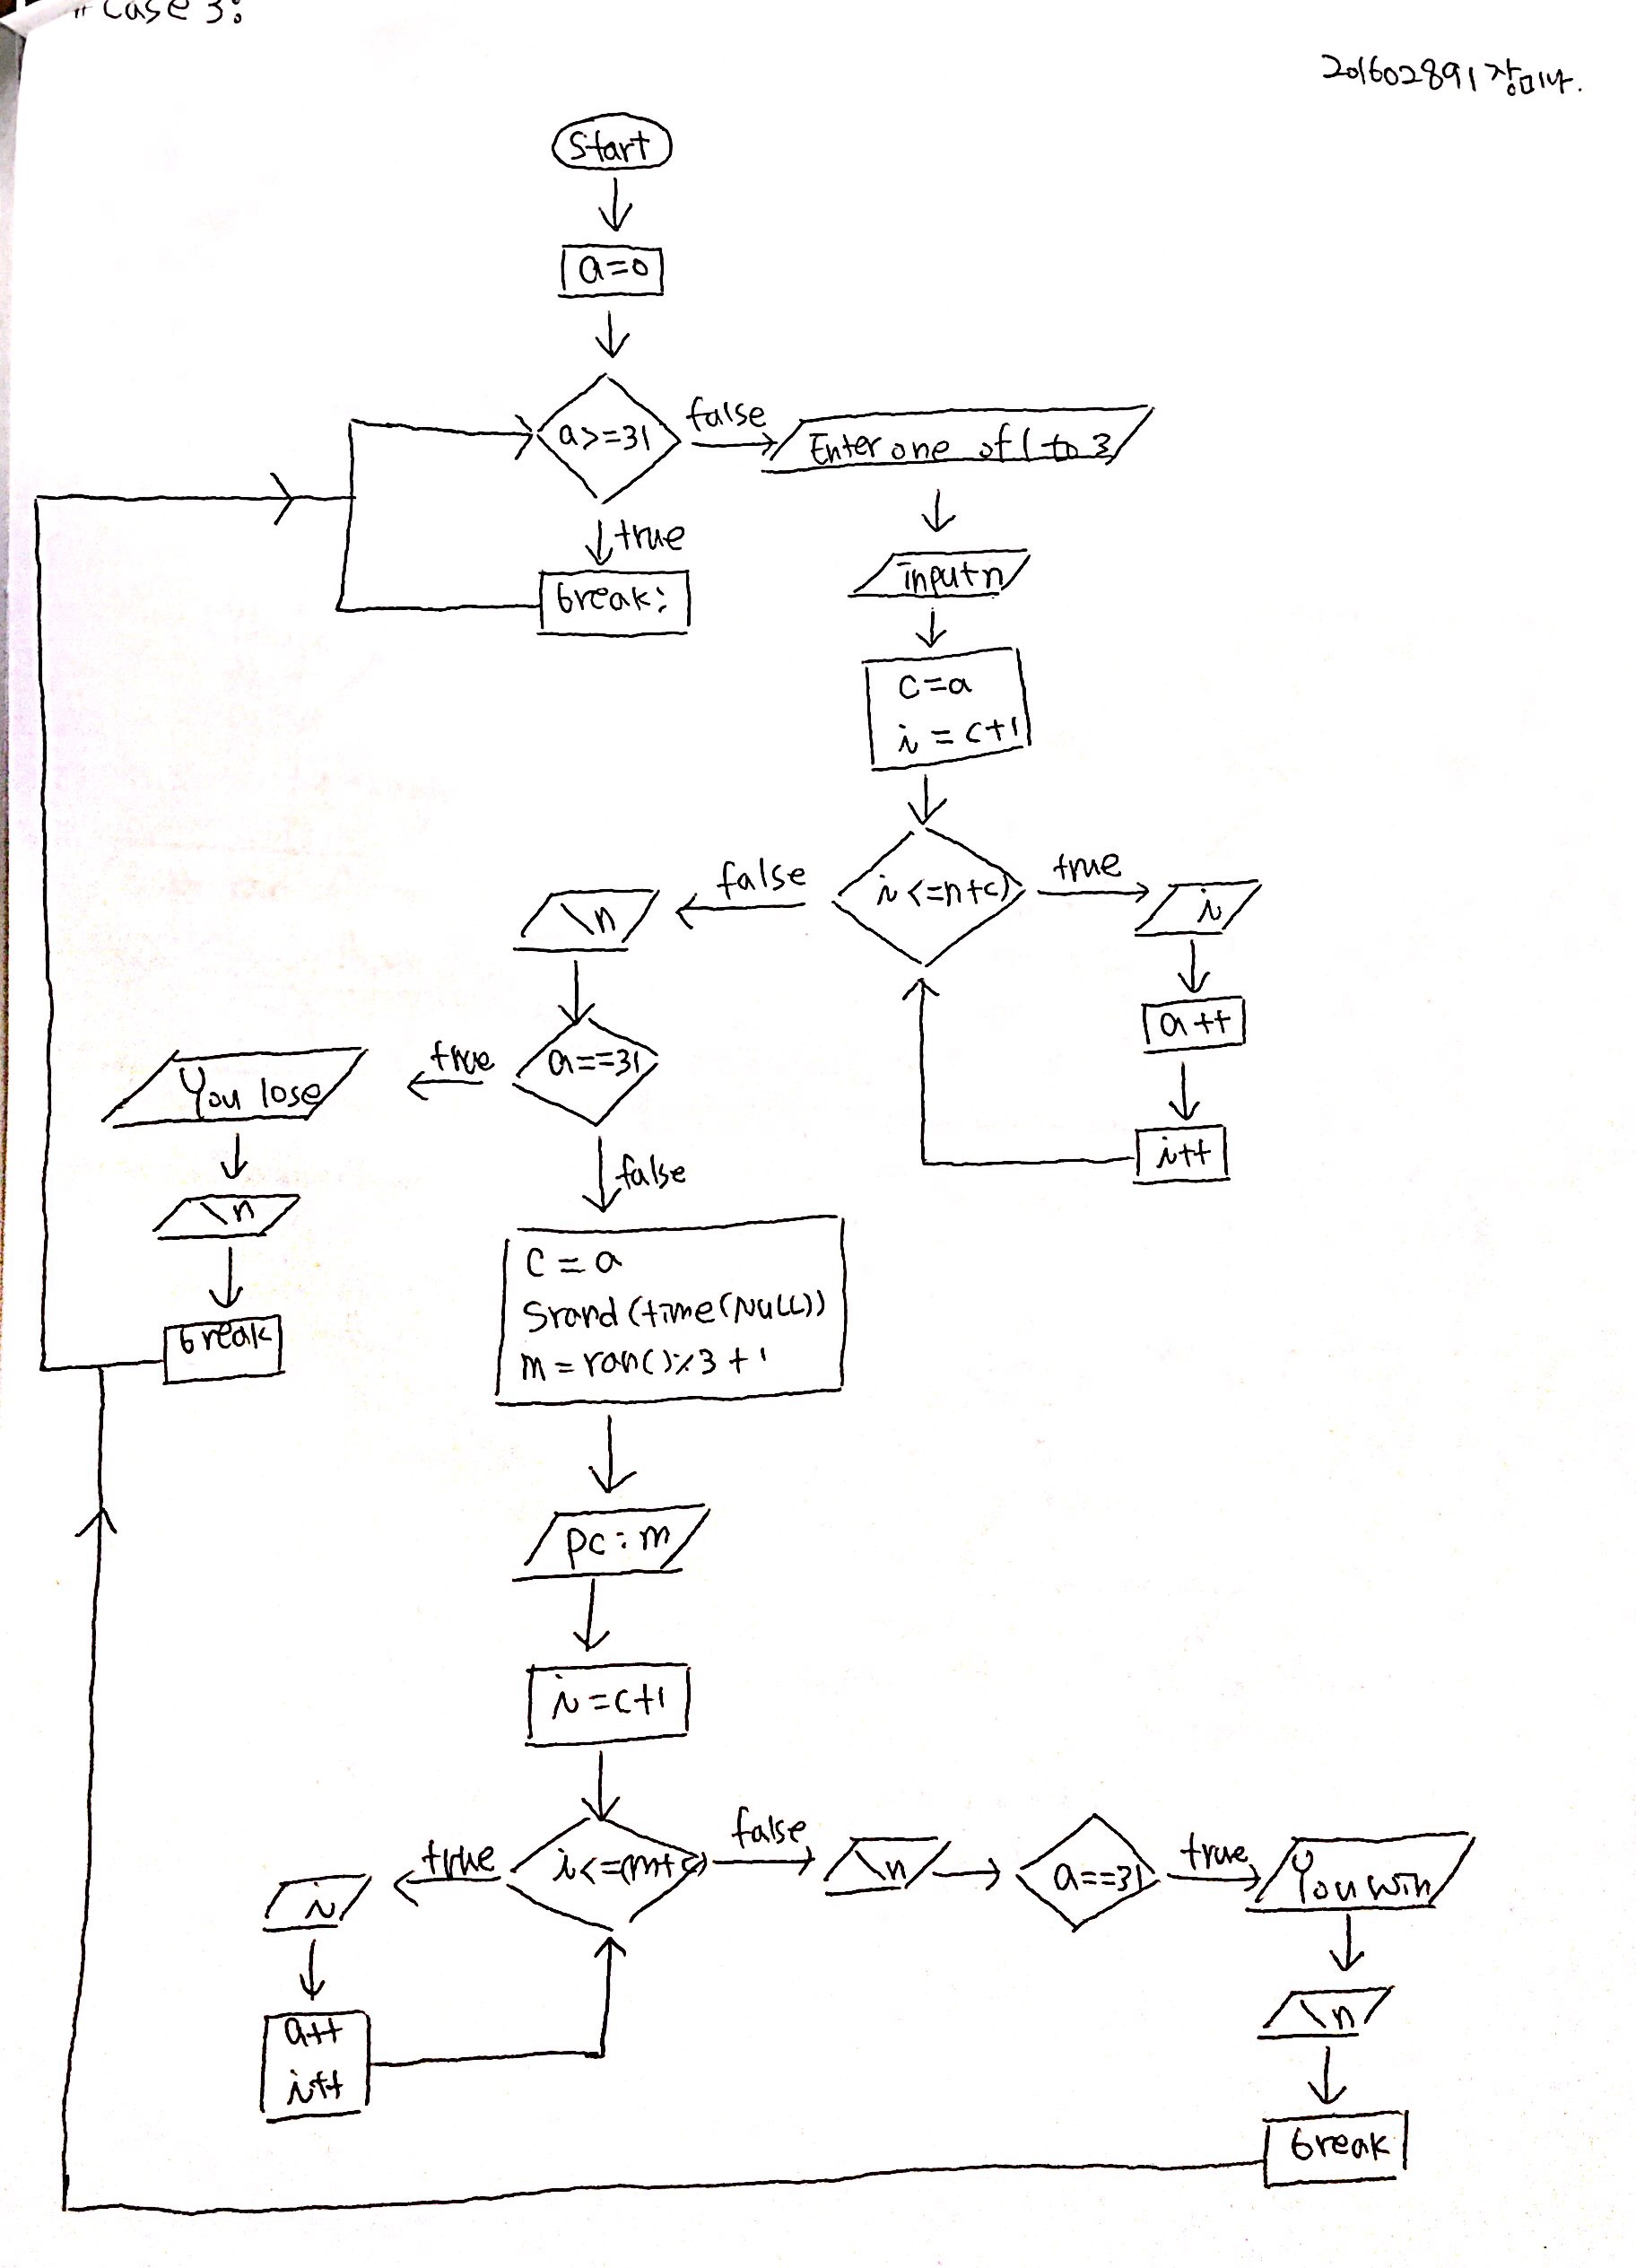 #Case 3:
201602891 장미나.
Start
a=0
a>=31
false
Enter one of 1 to 3
true
break;
input n
c=a
i=c+1
i<=n+c)
true
i
a++
i++
false
\n
a==31
true
You lose
\n
break
false
c=a
Srand(time(NULL))
m=ran()%3+1
pc:m
i=c+1
i<=(m+c)
true
i
a++
i++
false
\n
a==31
true
You win
\n
break